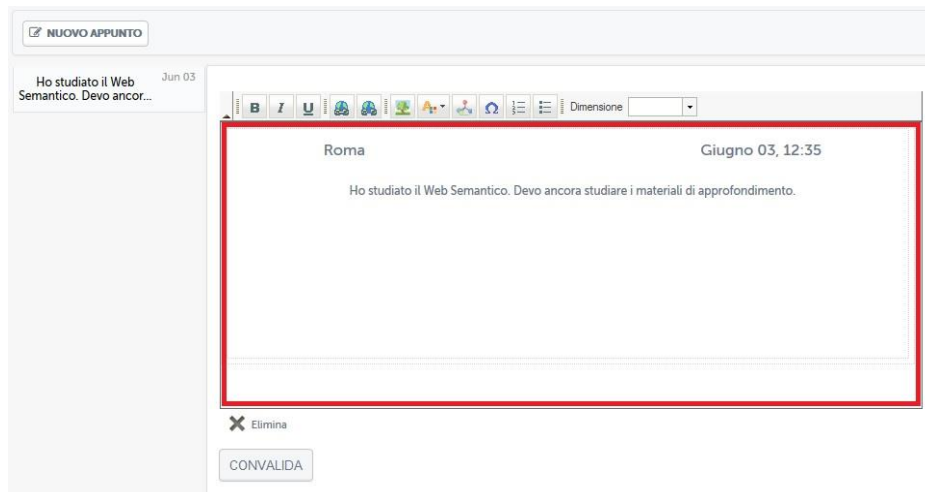 NUOVO APPUNTO
Ho studiato il Web
Semantico. Devo ancor...
Jun 03
B I U Dimensione
Roma
Giugno 03, 12:35
Ho studiato il Web Semantico. Devo ancora studiare i materiali di approfondimento.
Elimina
CONVALIDA